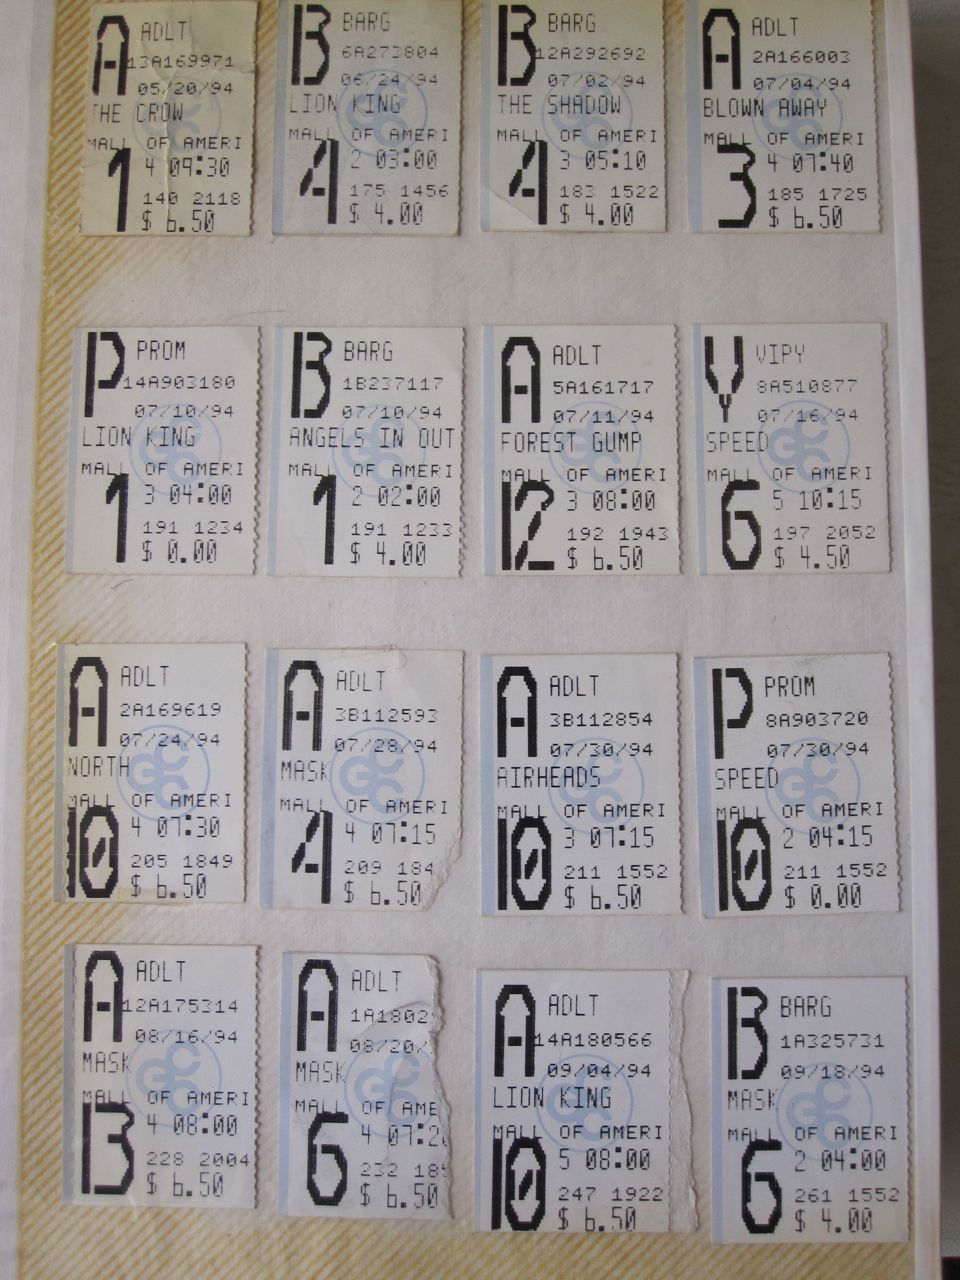 A ADLT
13A169971
05/20/94
THE CROW
MALL OF AMERI
1 4 09:30
140 2118
$ 6.50
B BARG
6A273804
06/24/94
LION KING
MALL OF AMERI
4 2 03:00
175 1456
$ 4.00
B BARG
12A292692
07/02/94
THE SHADOW
MALL OF AMERI
4 3 05:10
183 1522
$ 4.00
A ADLT
2A166003
07/04/94
BLOWN AWAY
MALL OF AMERI
3 4 07:40
185 1725
$ 6.50
P PROM
14A903180
07/10/94
LION KING
MALL OF AMERI
1 3 04:00
191 1234
$ 0.00
B BARG
1B237117
07/10/94
ANGELS IN OUT
MALL OF AMERI
1 2 02:00
191 1233
$ 4.00
A ADLT
5A161717
07/11/94
FOREST GUMP
MALL OF AMERI
12 3 08:00
192 1943
$ 6.50
V VIPY
8A510877
07/16/94
SPEED
MALL OF AMERI
6 5 10:15
197 2052
$ 4.50
A ADLT
2A169619
07/24/94
NORTH
MALL OF AMERI
10 4 07:30
205 1849
$ 6.50
A ADLT
3B112593
07/28/94
MASK
MALL OF AMERI
4 4 07:15
209 184
$ 6.50
A ADLT
3B112854
07/30/94
AIRHEADS
MALL OF AMERI
10 3 07:15
211 1552
$ 6.50
P PROM
8A903720
07/30/94
SPEED
MALL OF AMERI
10 2 04:15
211 1552
$ 0.00
A ADLT
12A175314
08/16/94
MASK
MALL OF AMERI
13 4 08:00
228 2004
$ 6.50
A ADLT
1A1802
08/20/
MASK
MALL OF AME
6 4 07:2
232 185
$ 6.50
A ADLT
14A180566
09/04/94
LION KING
MALL OF AMERI
10 5 08:00
247 1922
$ 6.50
B BARG
1A325731
09/18/94
MASK
MALL OF AMERI
6 2 04:00
261 1552
$ 4.00